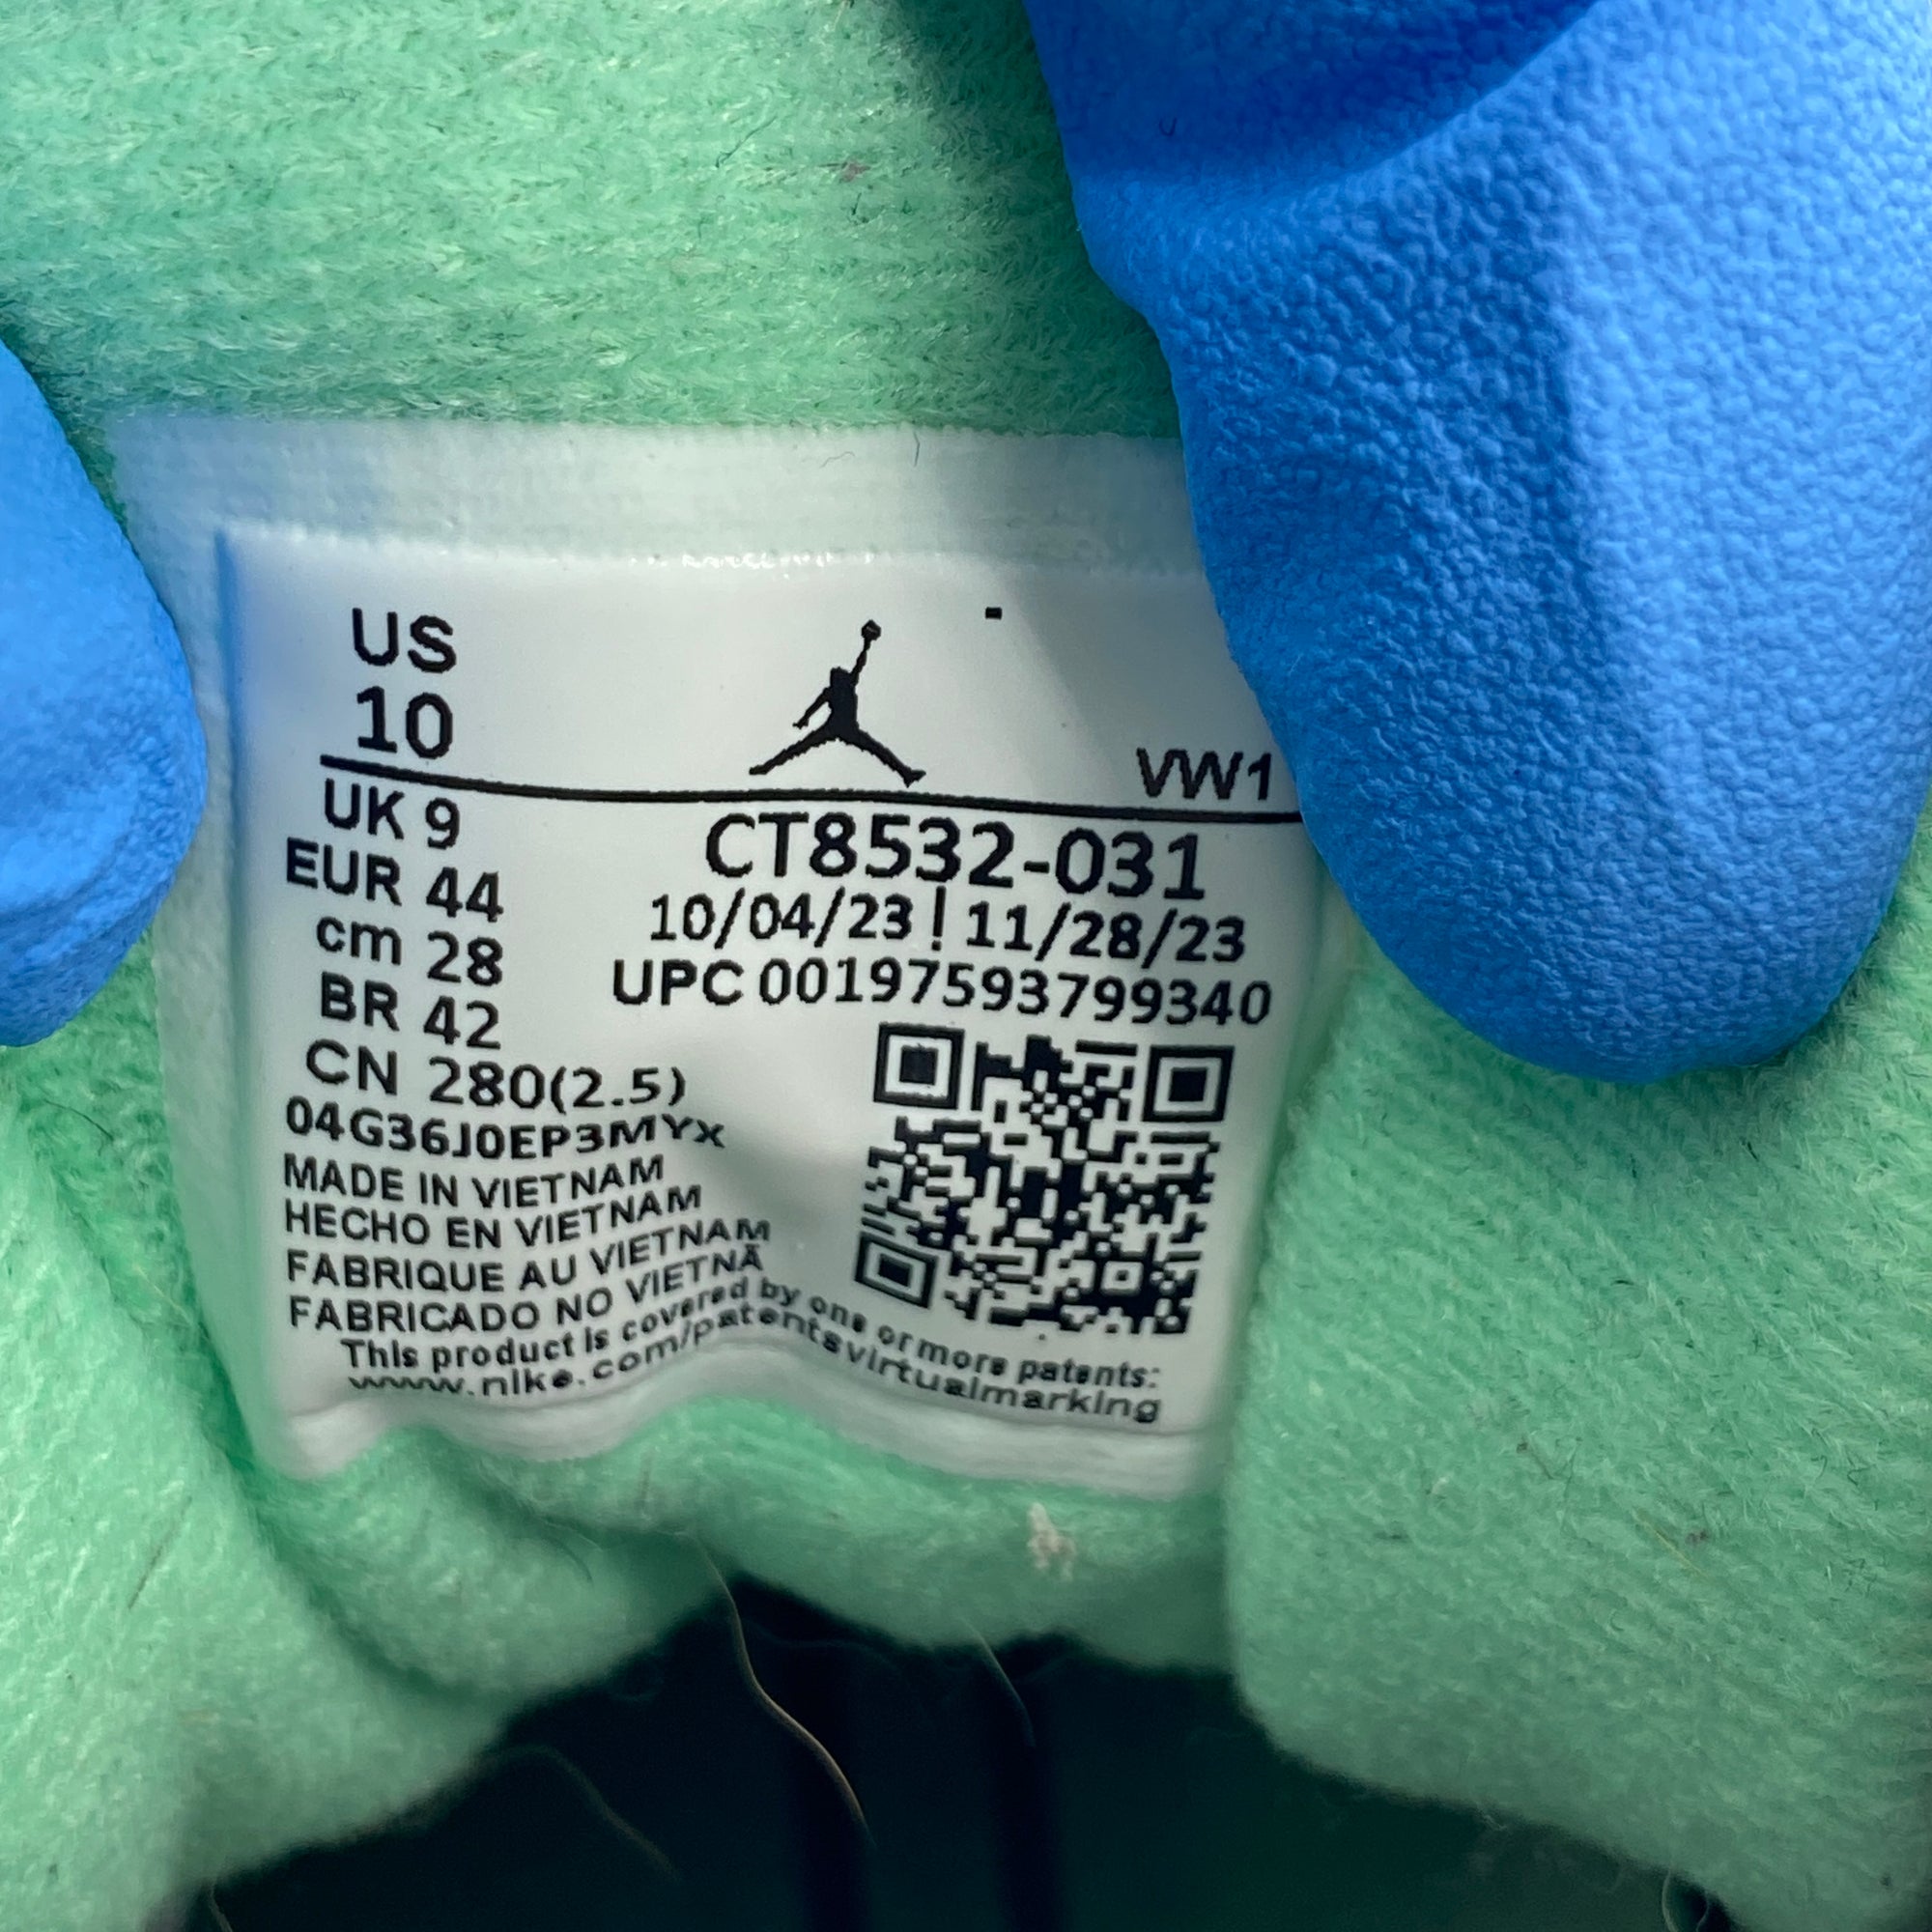 US
10
VW1
UK 9
EUR 44
cm 28
BR 42
CN 280(2.5)
CT8532-031
10/04/23 | 11/28/23
UPC 00197593799340
04G36J0EP3MYX
MADE IN VIETNAM
HECHO EN VIETNAM
FABRIQUE AU VIETNAM
FABRICADO NO VIETNÃ
This product is covered by one or more patents:
www.nike.com/patentsvirtualmarking